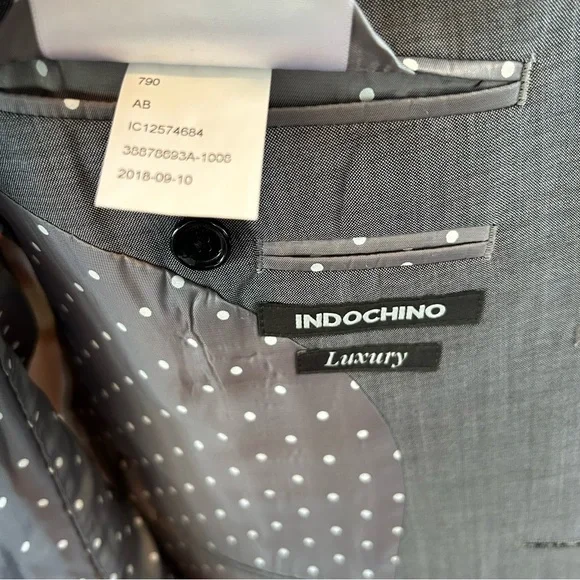 790
AB
IC12574684
38878693A-1008
2018-09-10
INDOCHINO
Luxury